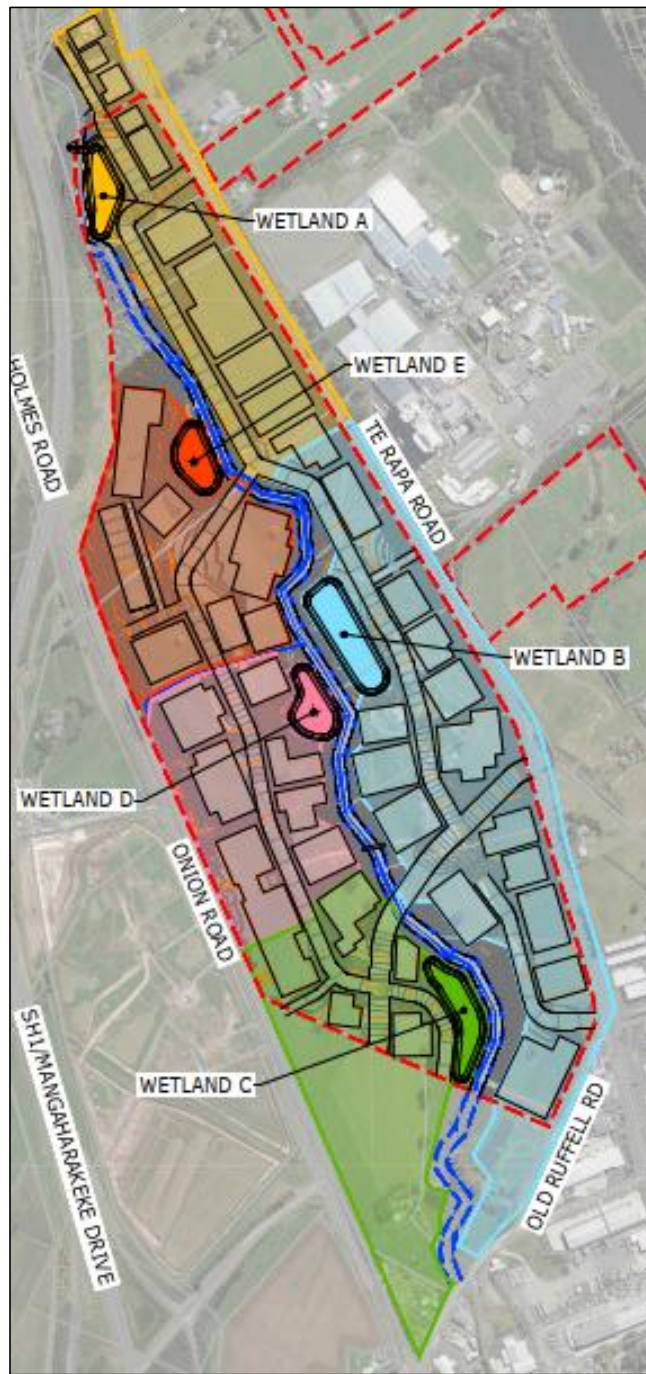 WETLAND A
WETLAND E
HOLMES ROAD
TE RAPA ROAD
WETLAND B
WETLAND D
ONION ROAD
SH1/MANGAHARAKEKE DRIVE
WETLAND C
OLD RUFFELL RD